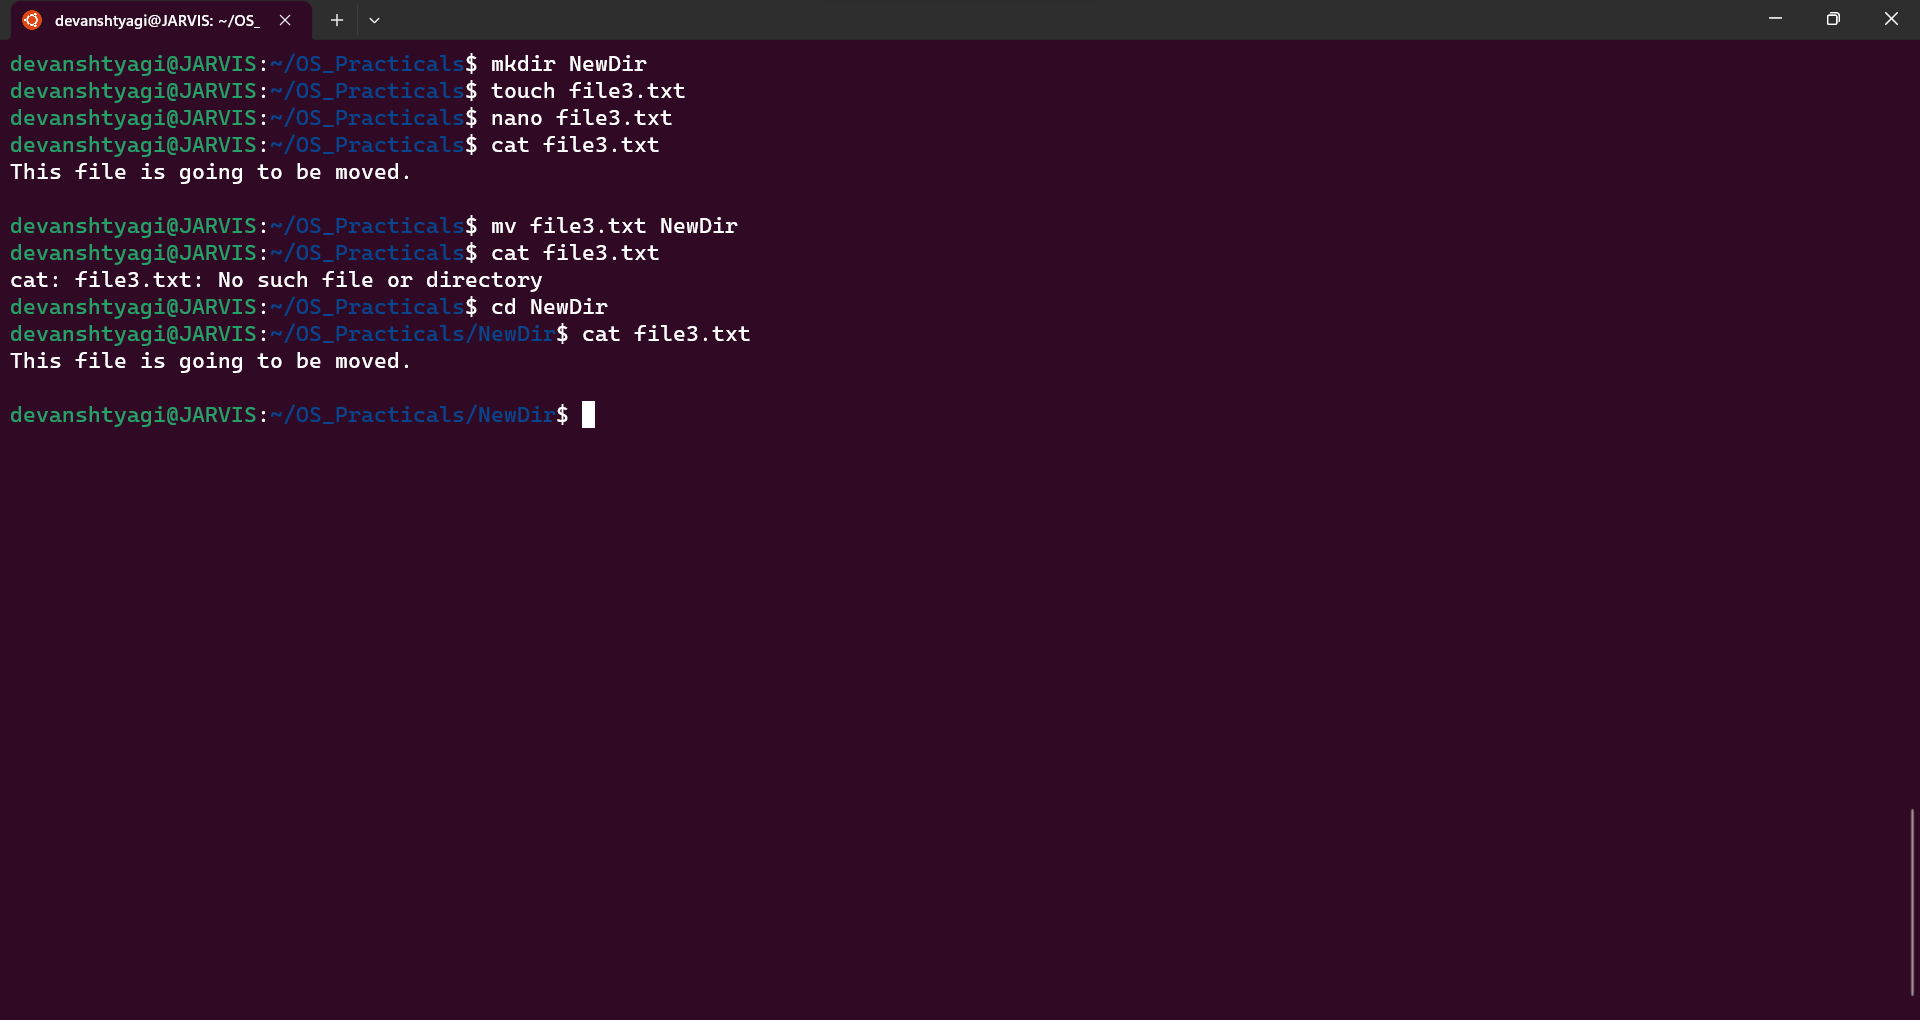 devanshtyagi@JARVIS: ~/OS_
devanshtyagi@JARVIS:~/OS_Practicals$ mkdir NewDir
devanshtyagi@JARVIS:~/OS_Practicals$ touch file3.txt
devanshtyagi@JARVIS:~/OS_Practicals$ nano file3.txt
devanshtyagi@JARVIS:~/OS_Practicals$ cat file3.txt
This file is going to be moved.
devanshtyagi@JARVIS:~/OS_Practicals$ mv file3.txt NewDir
devanshtyagi@JARVIS:~/OS_Practicals$ cat file3.txt
cat: file3.txt: No such file or directory
devanshtyagi@JARVIS:~/OS_Practicals$ cd NewDir
devanshtyagi@JARVIS:~/OS_Practicals/NewDir$ cat file3.txt
This file is going to be moved.
devanshtyagi@JARVIS:~/OS_Practicals/NewDir$